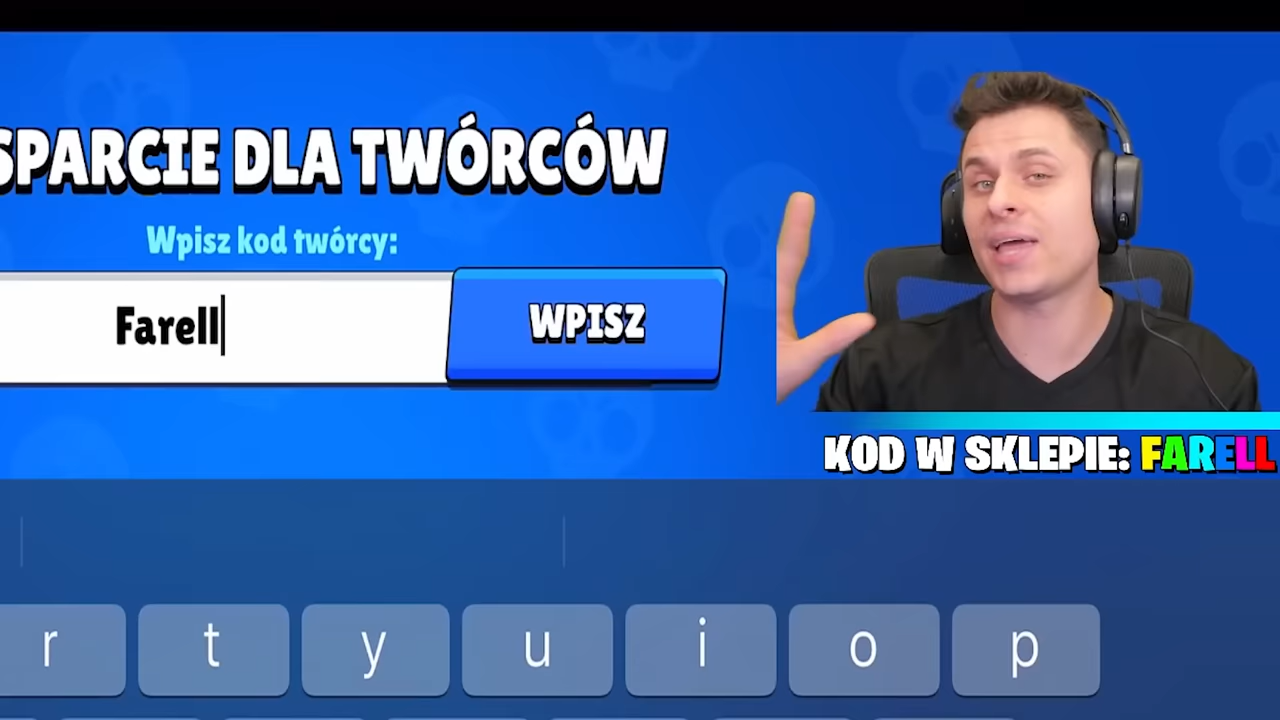 SPARCIE DLA TWÓRCÓW
Wpisz kod twórcy:
Farell
WPISZ
KOD W SKLEPIE: FARELL
r t y u i o p